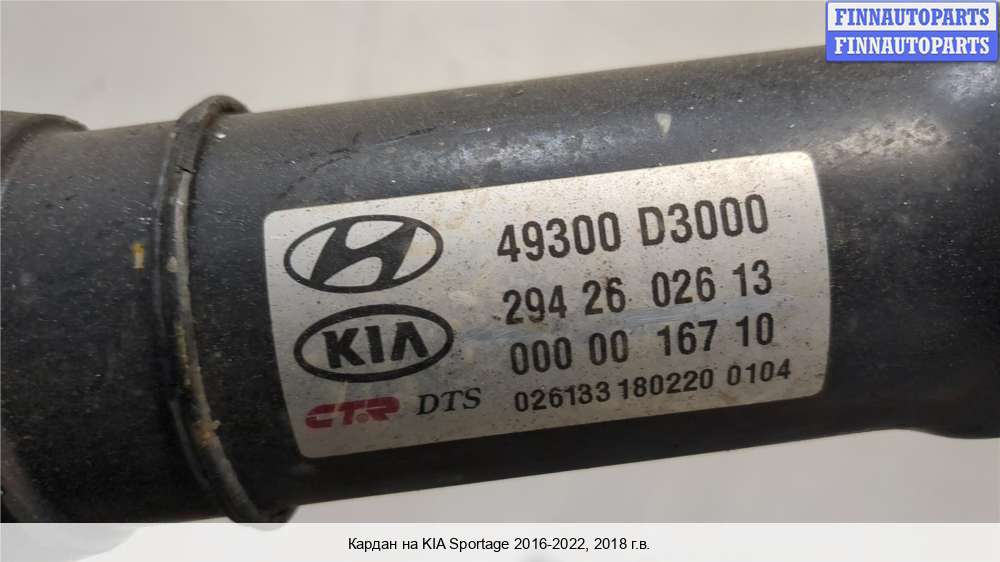 FINNAUTOPARTS
FINNAUTOPARTS
49300 D3000
294 26 026 13
KIA 000 00 167 10
CTR DTS 026133 180220 0104
Кардан на KIA Sportage 2016-2022, 2018 г.в.